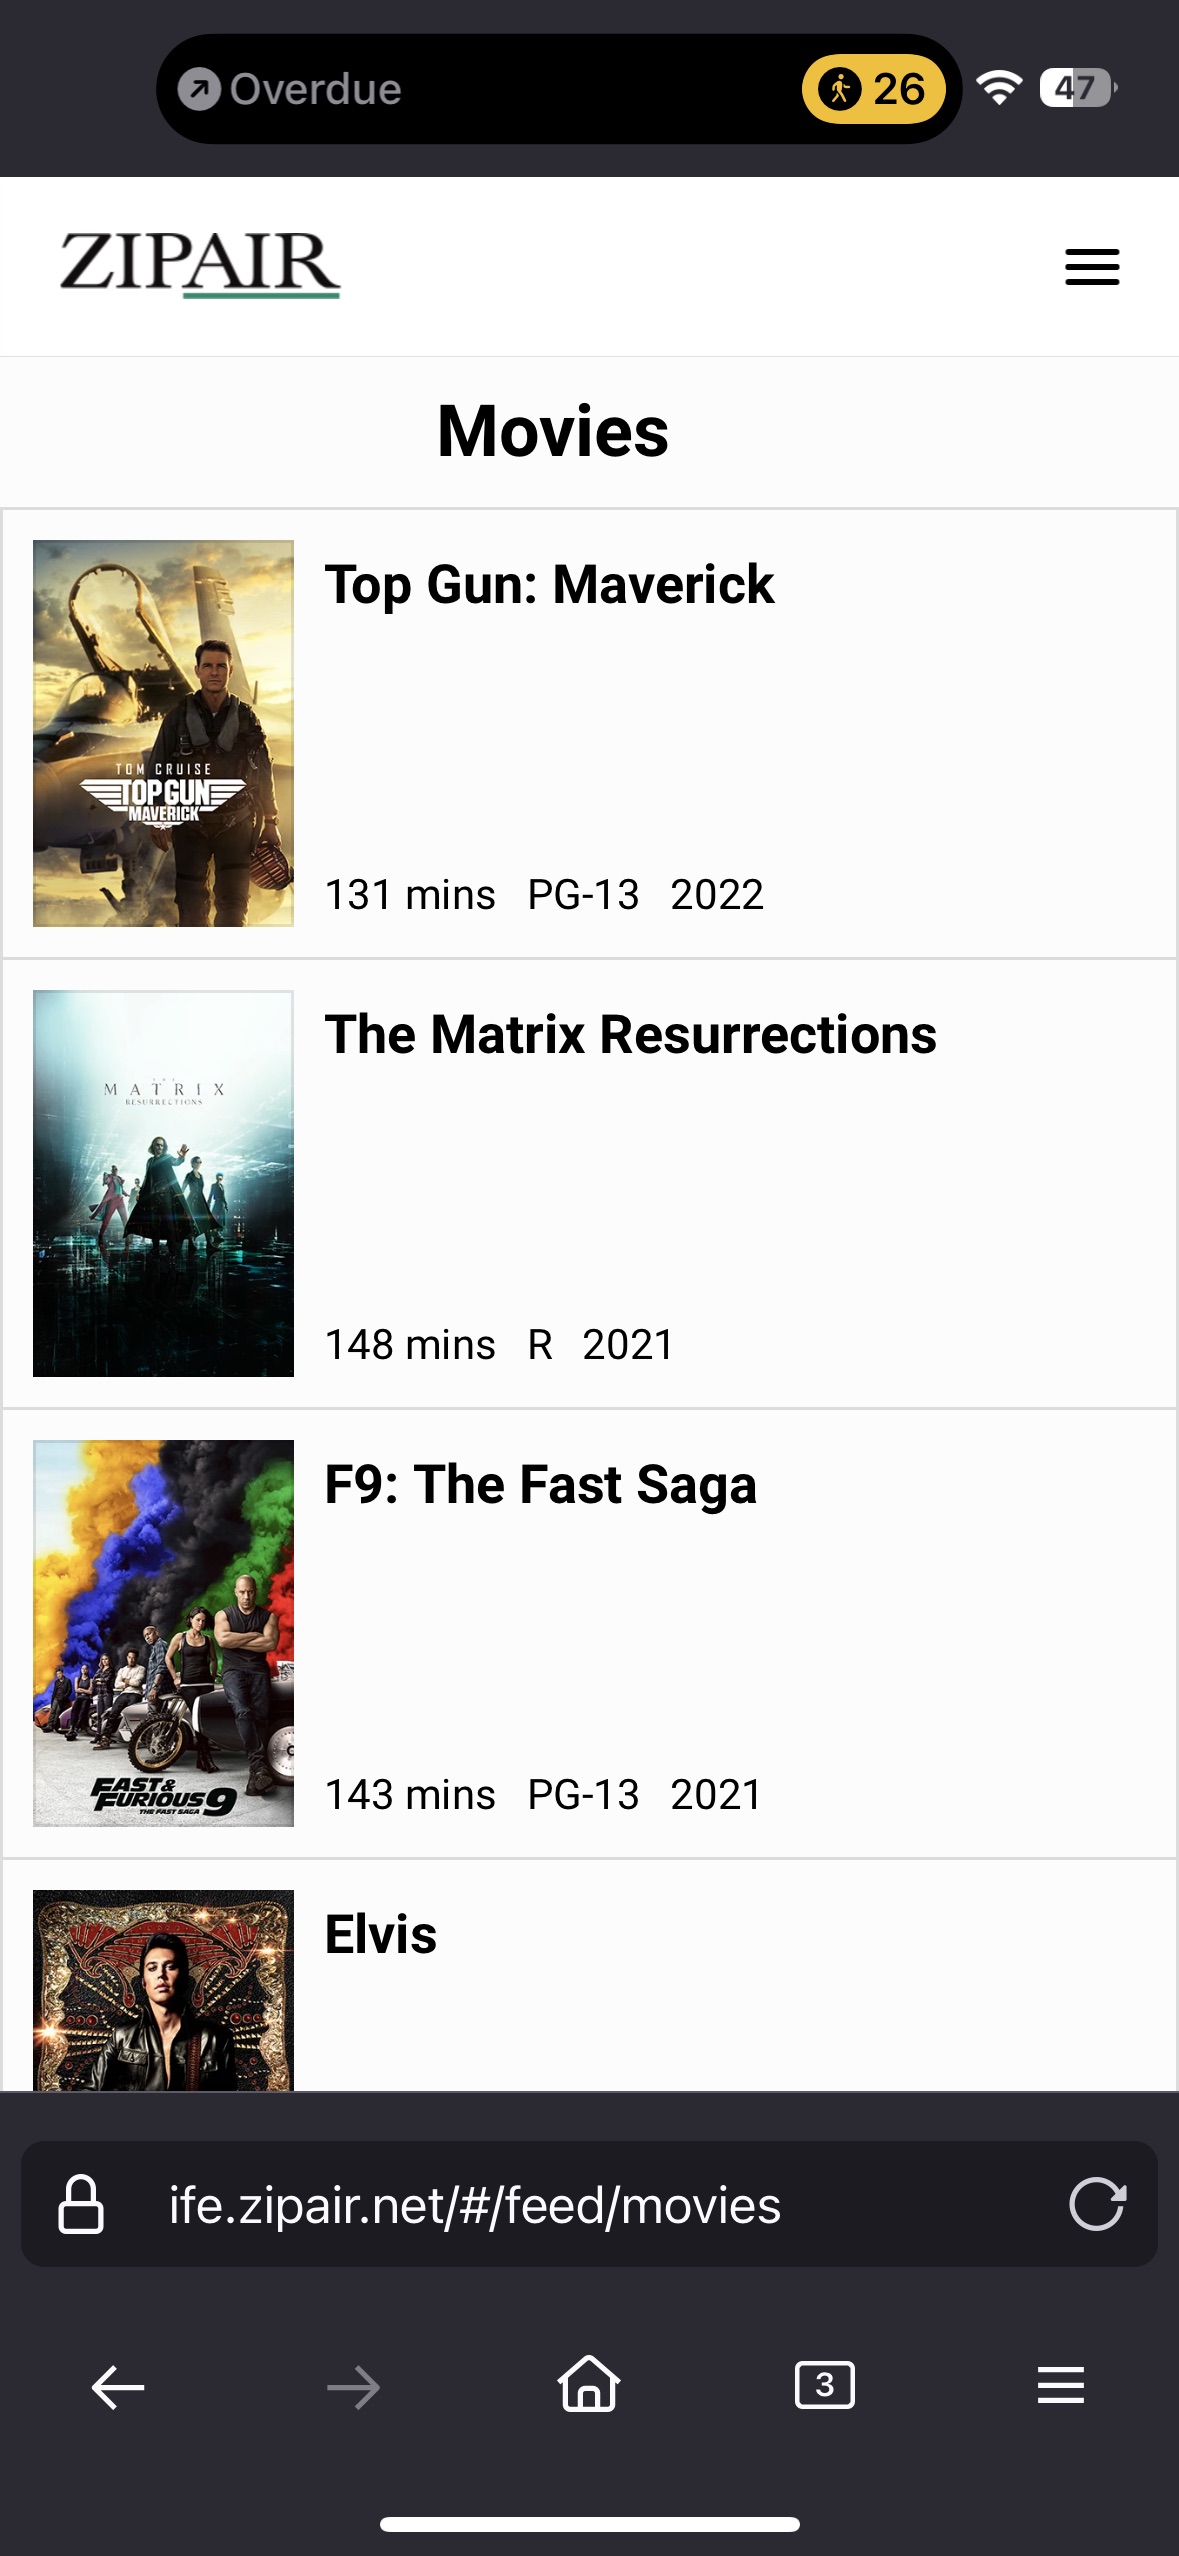 Overdue
26
47
ZIPAIR
Movies
Top Gun: Maverick
TOM CRUISE
TOP GUN
MAVERICK
131 mins PG-13 2022
The Matrix Resurrections
THE
MATRIX
RESURRECTIONS
148 mins R 2021
F9: The Fast Saga
FAST &
FURIOUS 9
THE FAST SAGA
143 mins PG-13 2021
Elvis
ife.zipair.net/#/feed/movies
3